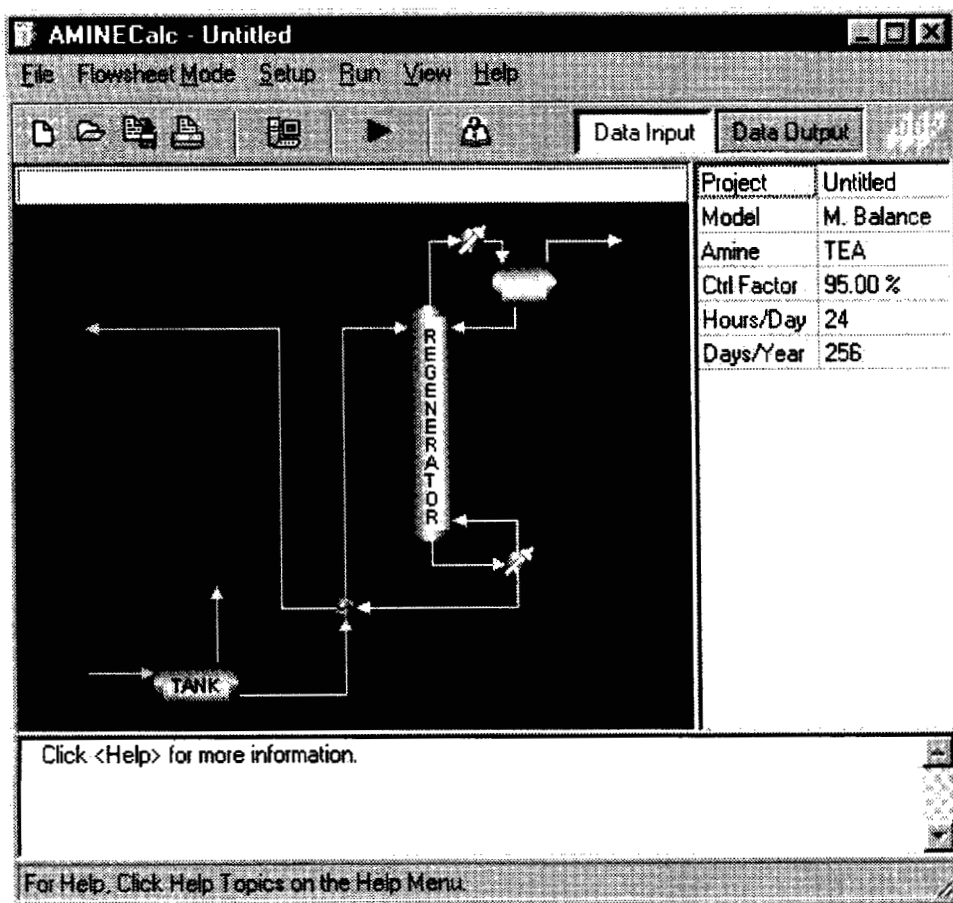 AMINECalc - Untitled
File Flowsheet Mode Setup Run View Help
Data Input Data Output
Project Untitled
Model M. Balance
Amine TEA
Ctrl Factor 95.00 %
Hours/Day 24
Days/Year 256
REGENERATOR
TANK
Click <Help> for more information.
For Help, Click Help Topics on the Help Menu.